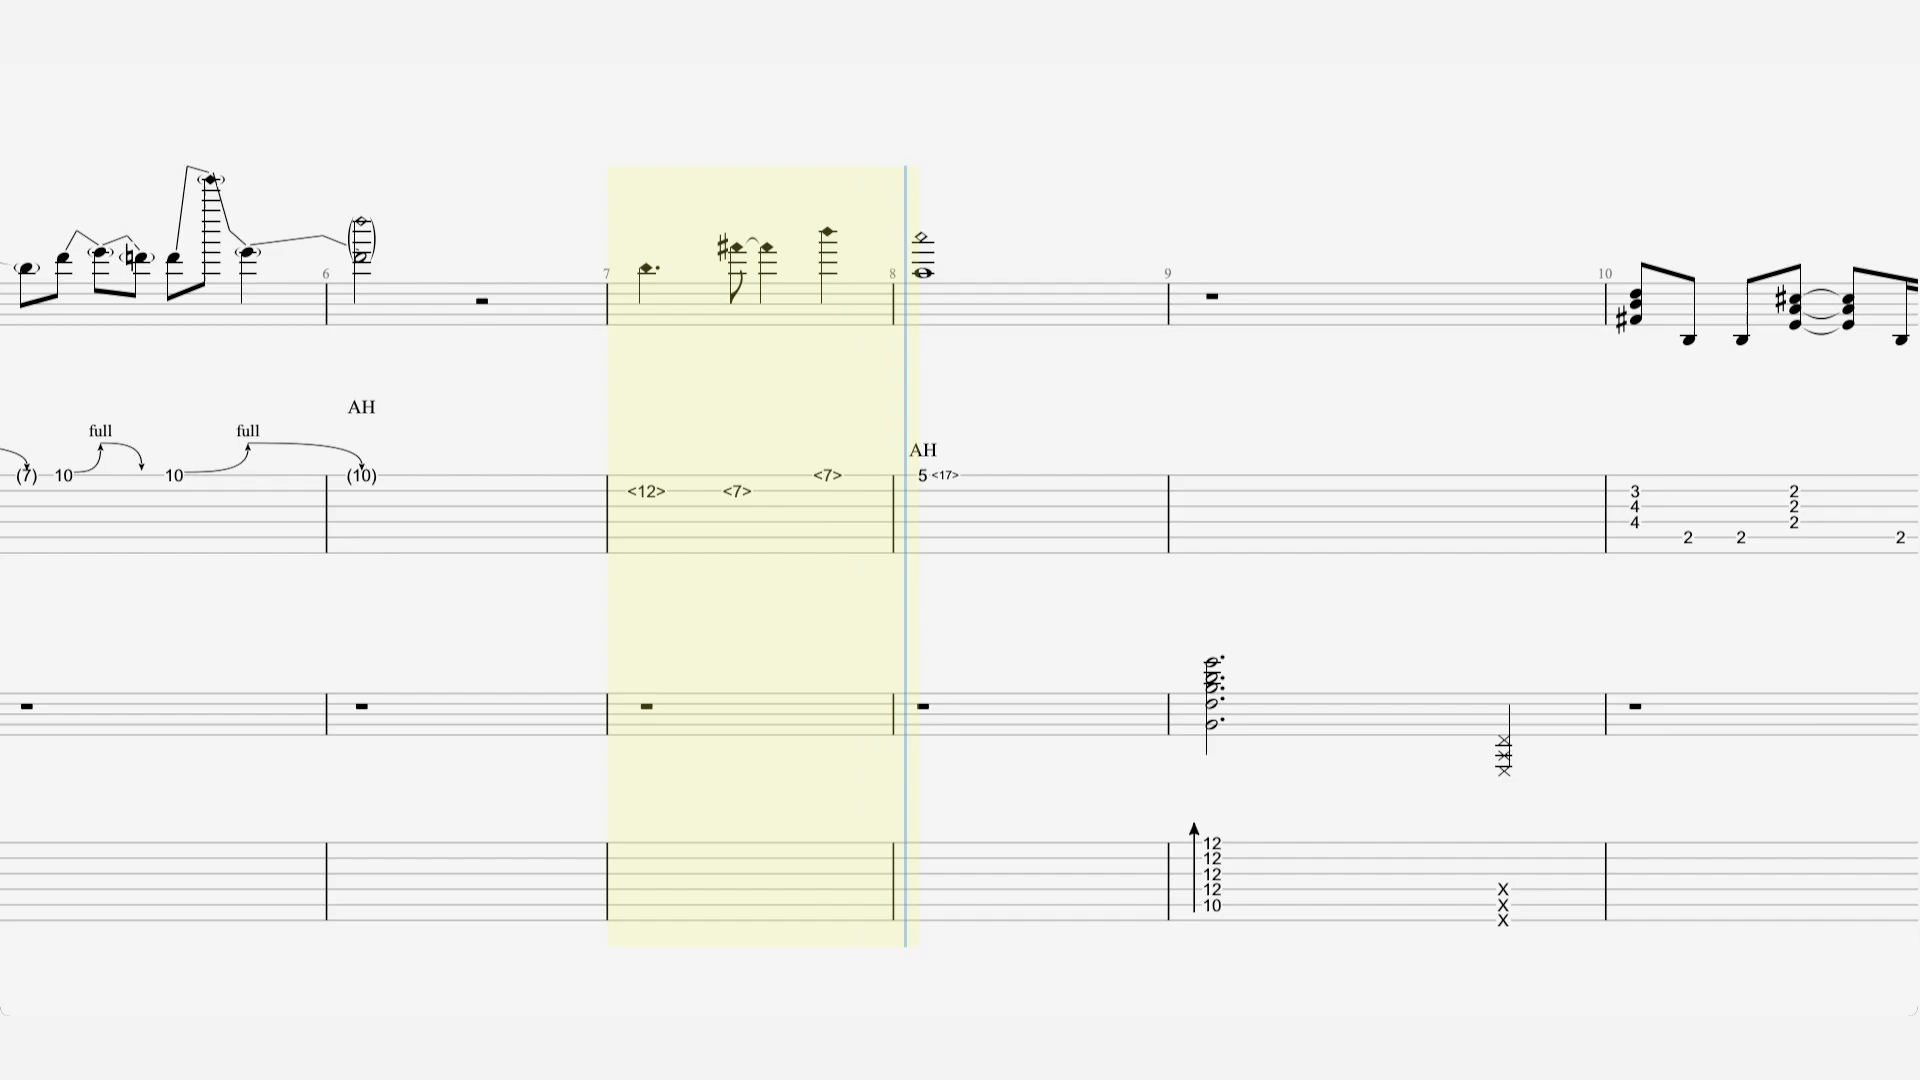 6 7 8 9 10
AH
full full
AH
(7) 10 10 (10) <7> 5 <17>
<12> <7> 3 2
4 2
4 2
2 2 2
12
12
12
12 X
10 X
X